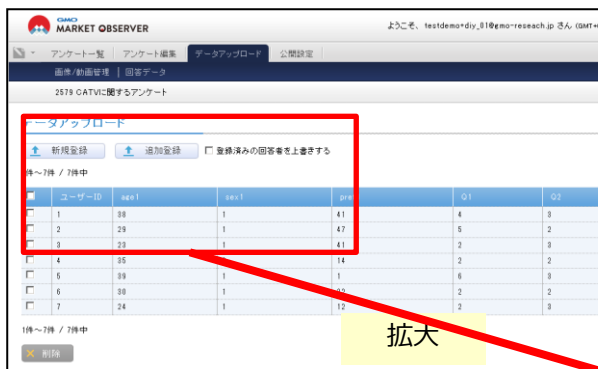 GMO
MARKET OBSERVER
ようこそ、testdemo+diy_01@gmo-reseach.jp さん (GMT+
アンケート一覧 アンケート編集 データアップロード 公開設定
画像/動画管理 | 回答データ
2579 CATVに関するアンケート
データアップロード
新規登録 追加登録 登録済みの回答者を上書きする
1件～7件 / 7件中
ユーザーID age1 sex1 pre Q1 Q2
1 38 1 41 4 3
2 29 1 47 5 2
3 23 1 41 2 3
4 35 14 2 2
5 39 1 1 6 3
6 30 1 2 2
7 24 1 12 2 3
1件～7件 / 7件中
拡大
削除